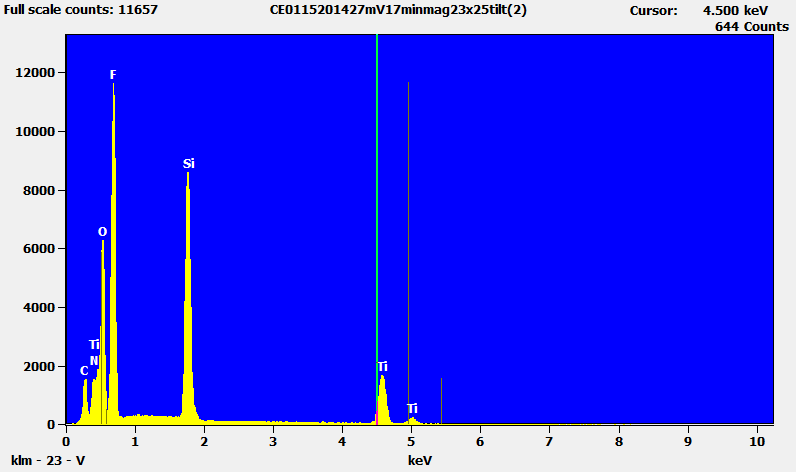 Full scale counts: 11657 CE0115201427mV17minmag23x25tilt(2) Cursor: 4.500 keV
644 Counts
12000
F
10000
Si
8000
O
6000
4000
Ti
N
2000
C
Ti
Ti
0
0 1 2 3 4 5 6 7 8 9 10
klm - 23 - V keV